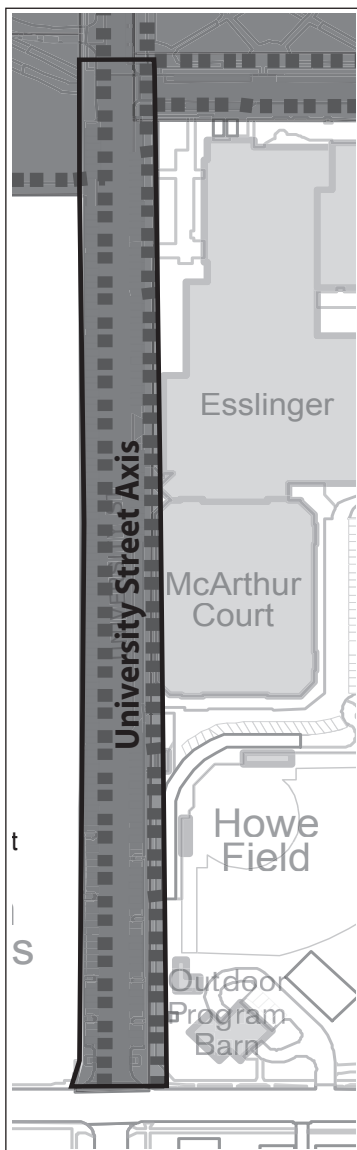 Esslinger
University Street Axis
McArthur
Court
Howe
Field
t
s
Outdoor
Program
Barn